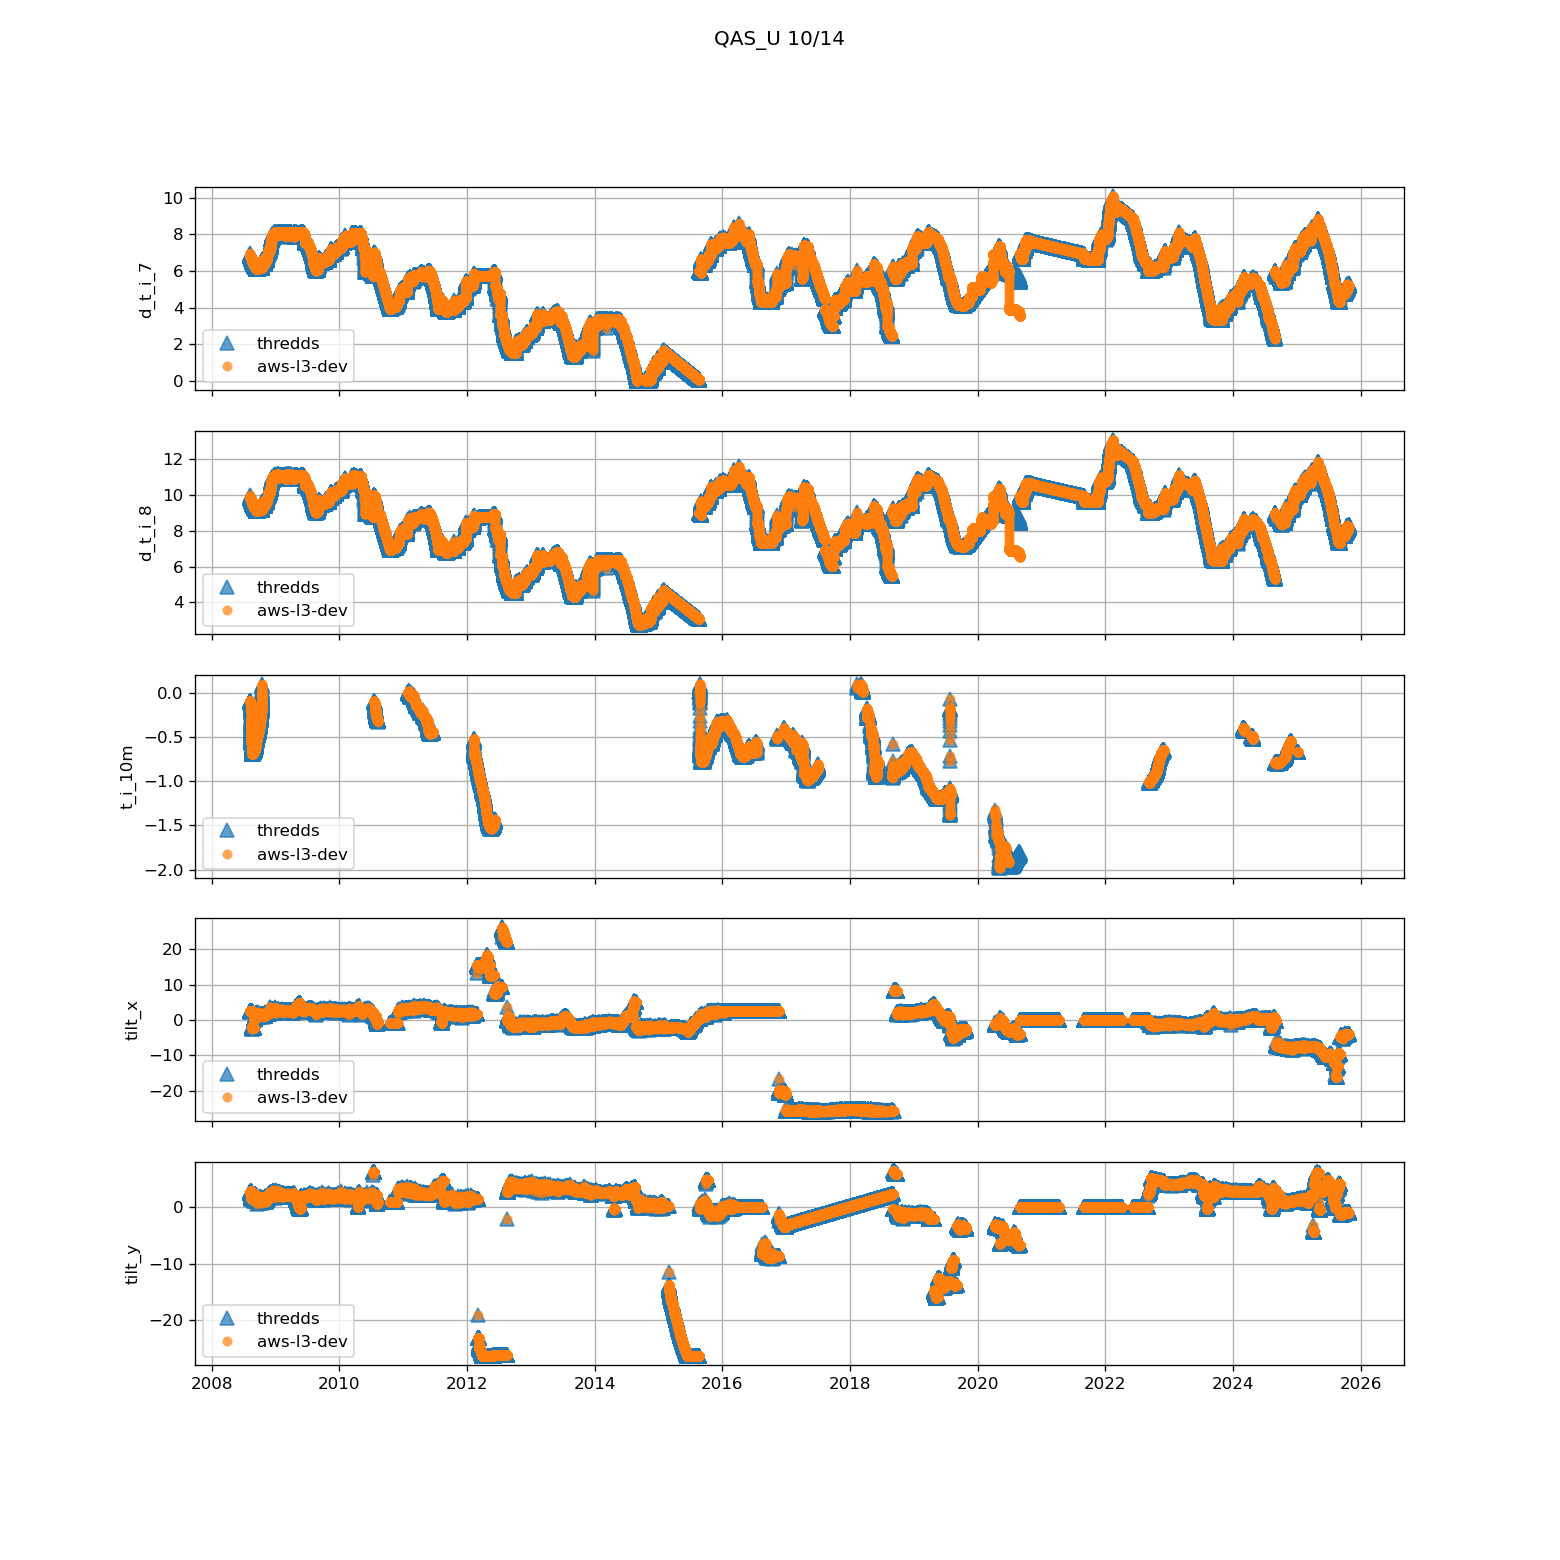 QAS_U 10/14
10
8
6
4
2
0
d_t_i_7
thredds
aws-l3-dev
12
10
8
6
4
d_t_i_8
thredds
aws-l3-dev
0.0
−0.5
−1.0
−1.5
−2.0
t_i_10m
thredds
aws-l3-dev
20
10
0
−10
−20
tilt_x
thredds
aws-l3-dev
0
−10
−20
tilt_y
thredds
aws-l3-dev
2008 2010 2012 2014 2016 2018 2020 2022 2024 2026